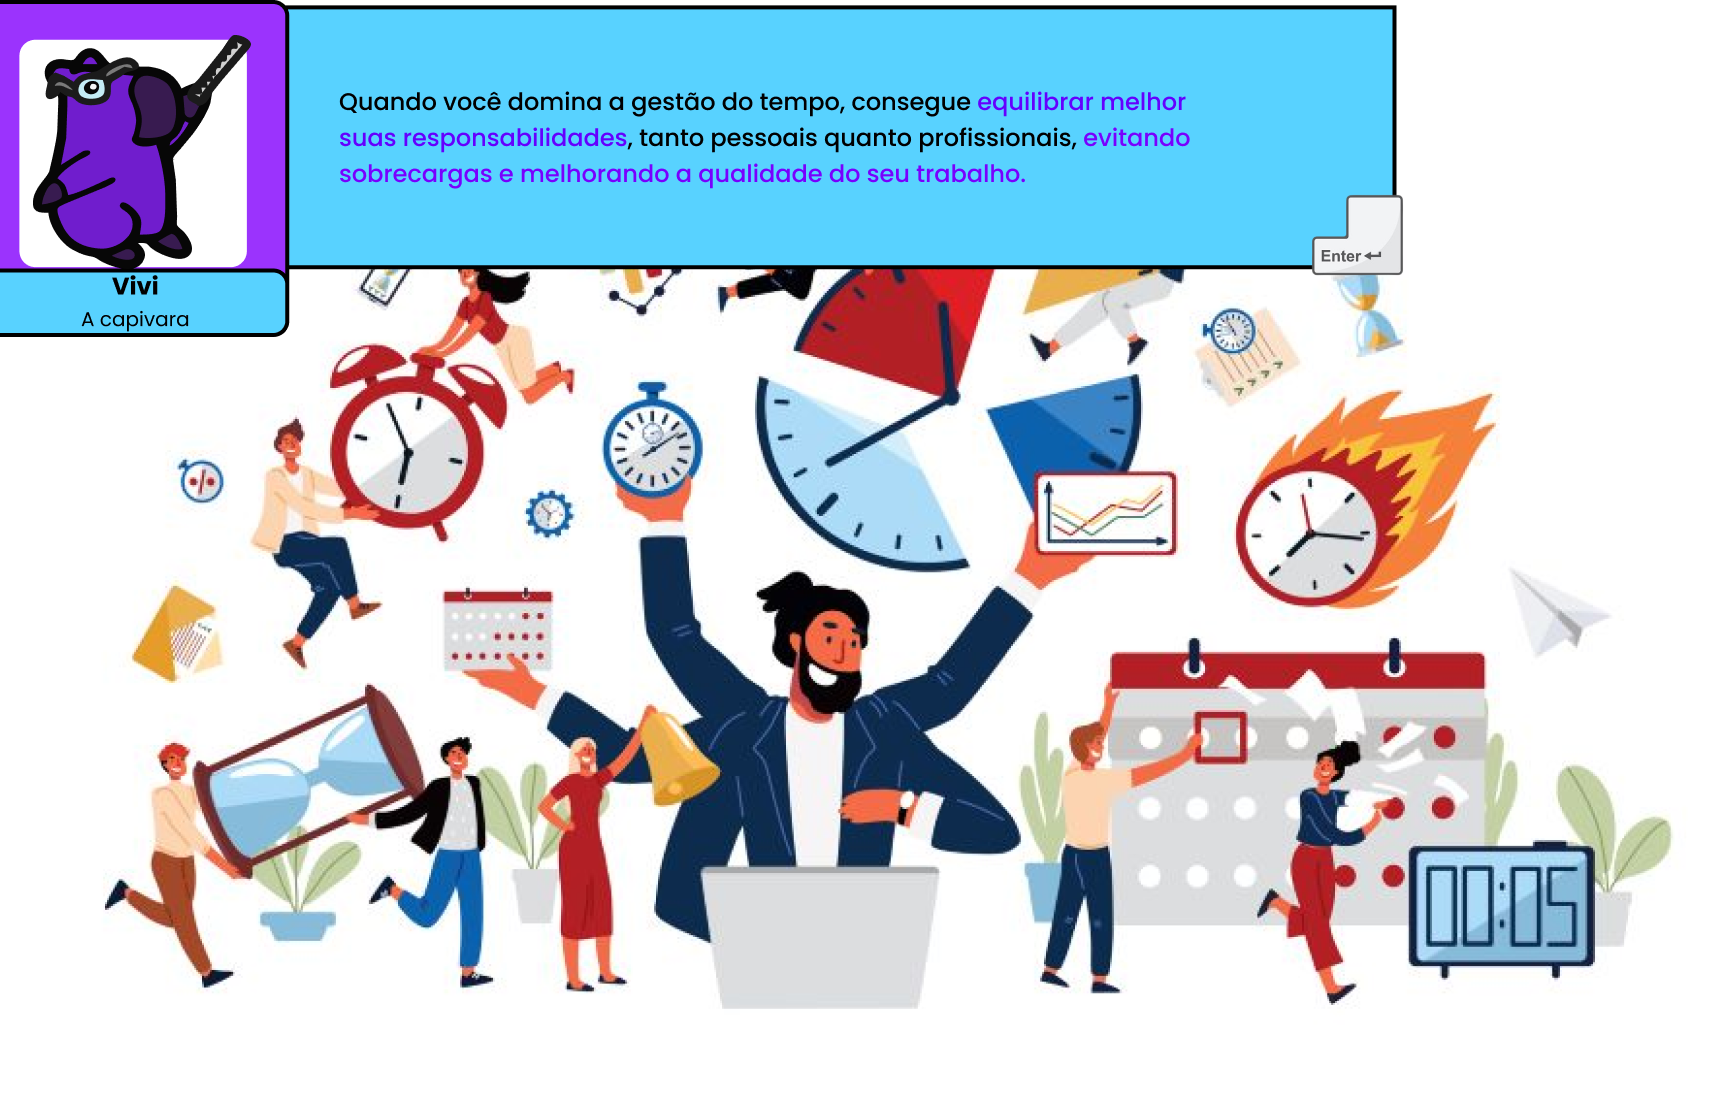 Quando você domina a gestão do tempo, consegue equilibrar melhor
suas responsabilidades, tanto pessoais quanto profissionais, evitando
sobrecargas e melhorando a qualidade do seu trabalho.
Enter
Vivi
A capivara
00:05